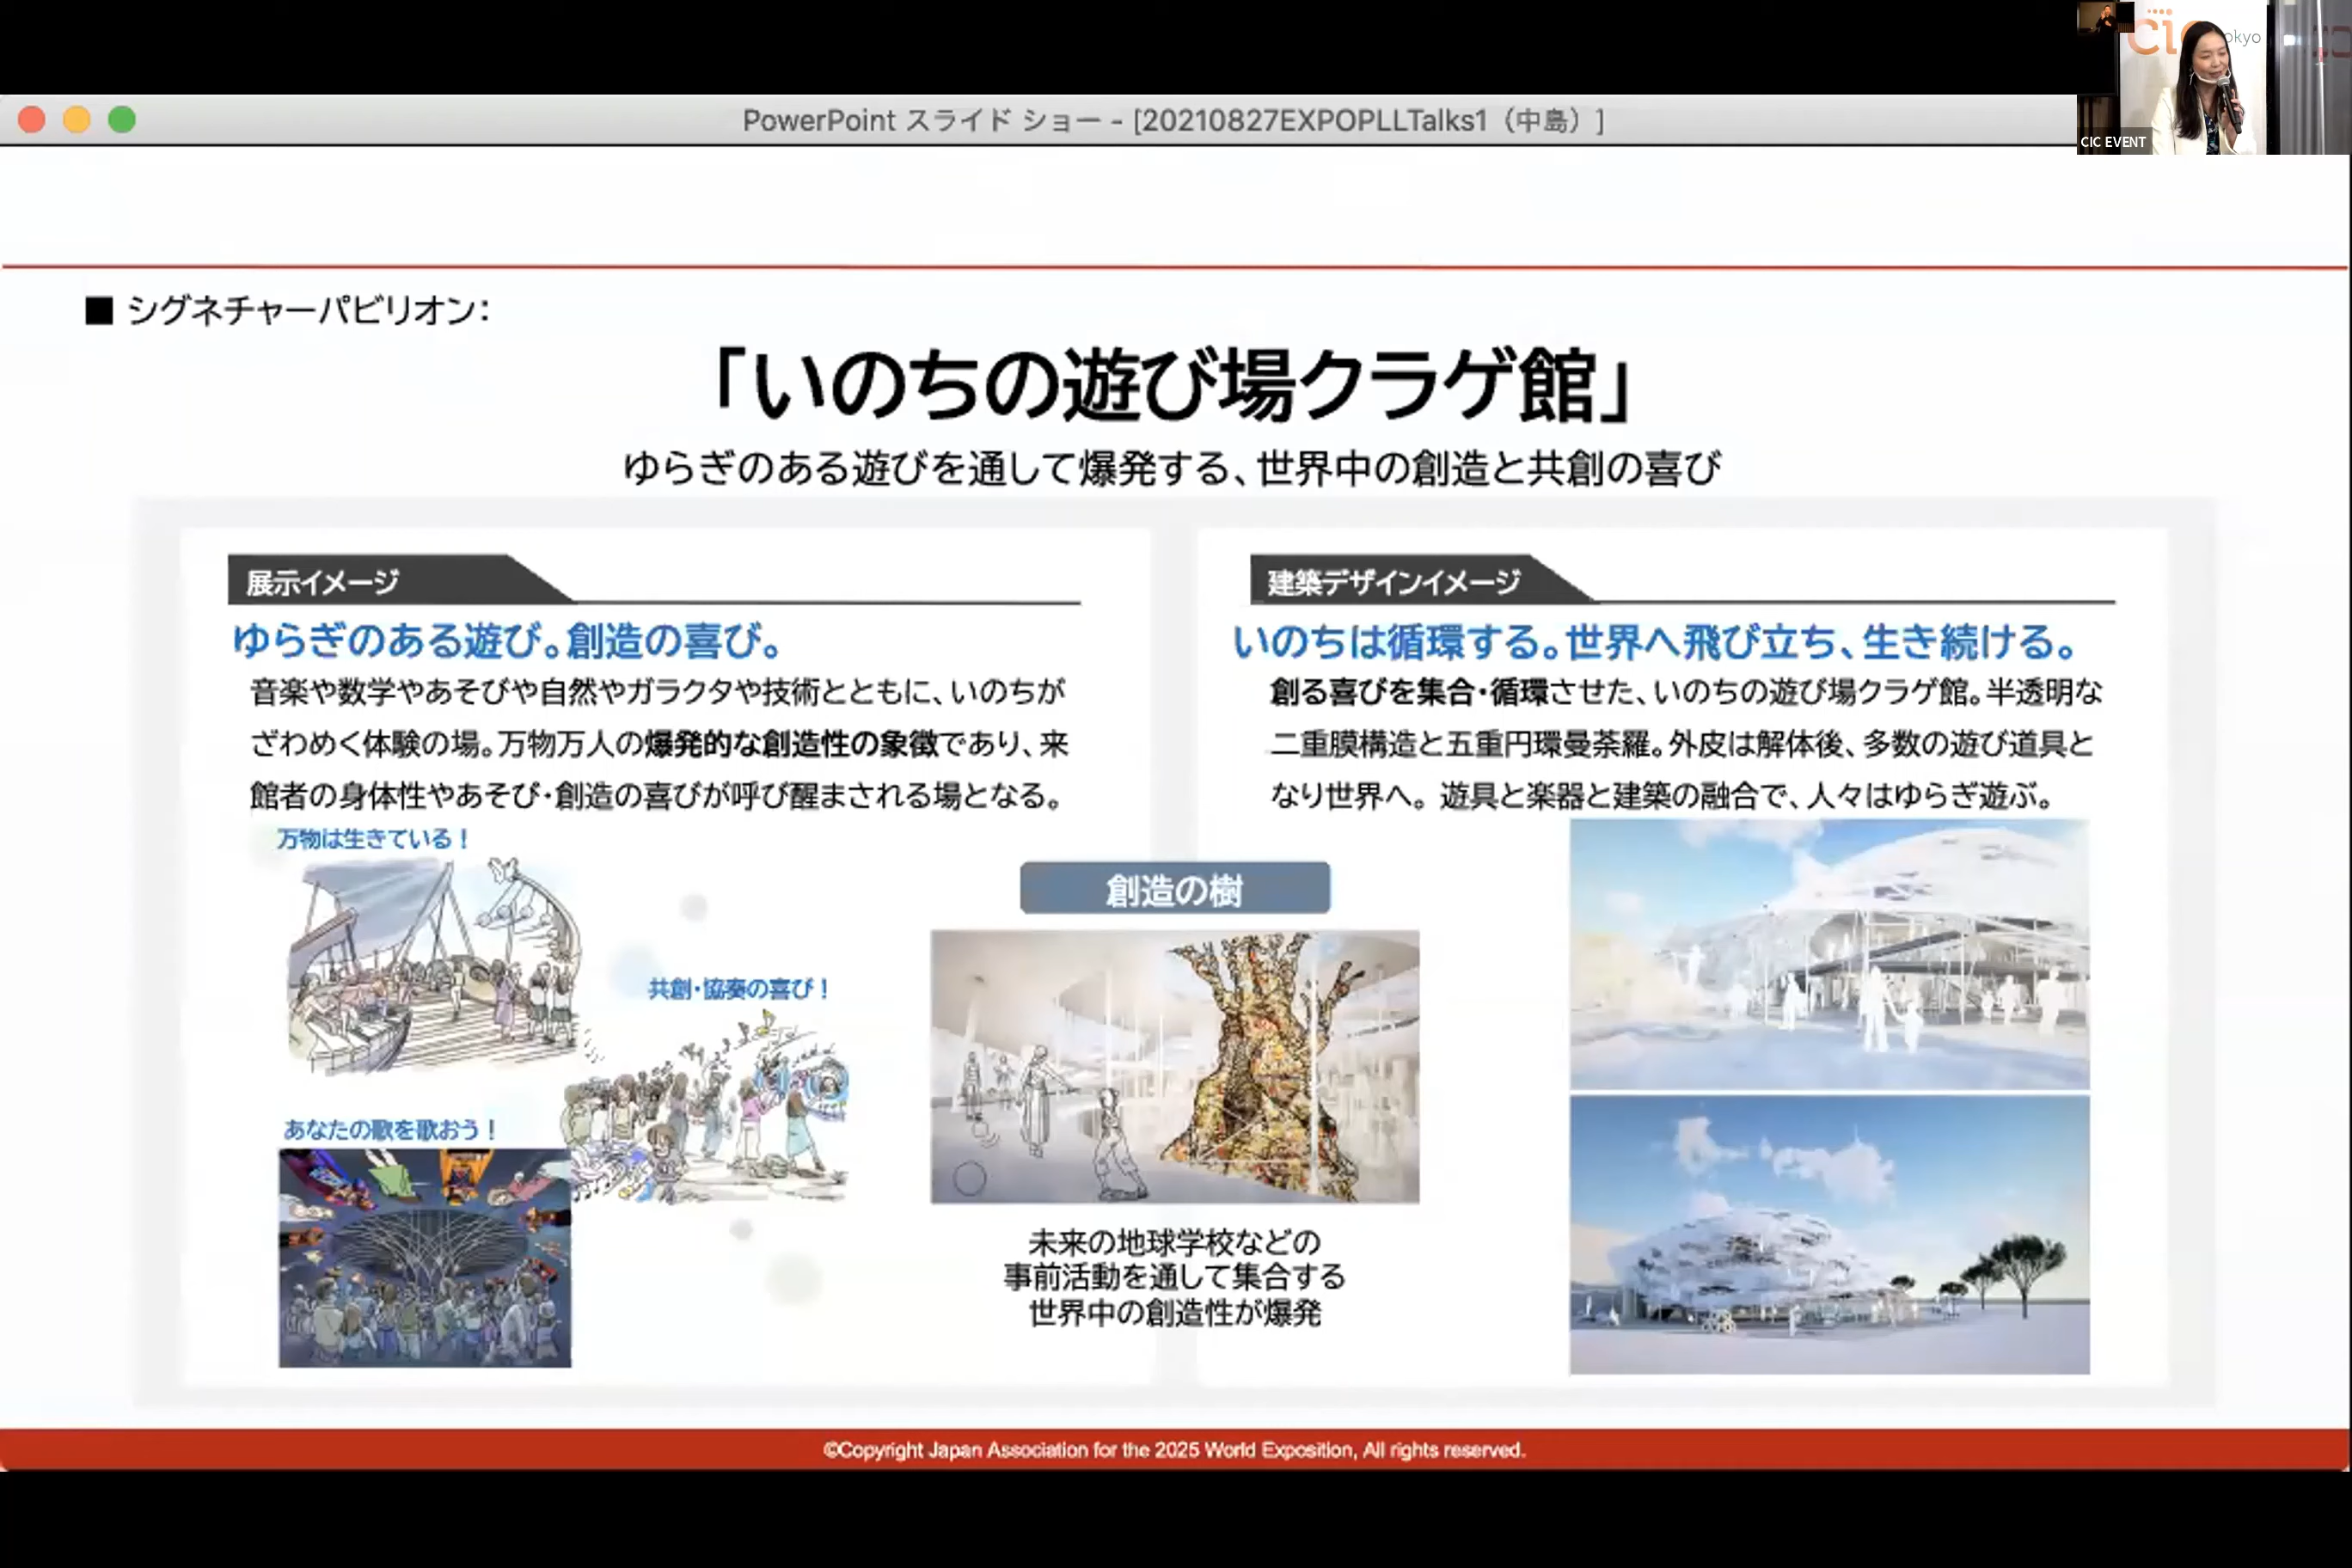 CIC
okyo
CIC EVENT
PowerPoint スライド ショー - [20210827EXPOPLLTalks1（中島）]
■ シグネチャーパビリオン：
「いのちの遊び場クラゲ館」
ゆらぎのある遊びを通して爆発する、世界中の創造と共創の喜び
展示イメージ
ゆらぎのある遊び。創造の喜び。
音楽や数学やあそびや自然やガラクタや技術とともに、いのちが
ざわめく体験の場。万物万人の爆発的な創造性の象徴であり、来
館者の身体性やあそび・創造の喜びが呼び醒まされる場となる。
万物は生きている！
共創・協奏の喜び！
あなたの歌を歌おう！
創造の樹
未来の地球学校などの
事前活動を通して集合する
世界中の創造性が爆発
建築デザインイメージ
いのちは循環する。世界へ飛び立ち、生き続ける。
創る喜びを集合・循環させた、いのちの遊び場クラゲ館。半透明な
二重膜構造と五重円環曼荼羅。外皮は解体後、多数の遊び道具と
なり世界へ。 遊具と楽器と建築の融合で、人々はゆらぎ遊ぶ。
©Copyright Japan Association for the 2025 World Exposition, All rights reserved.